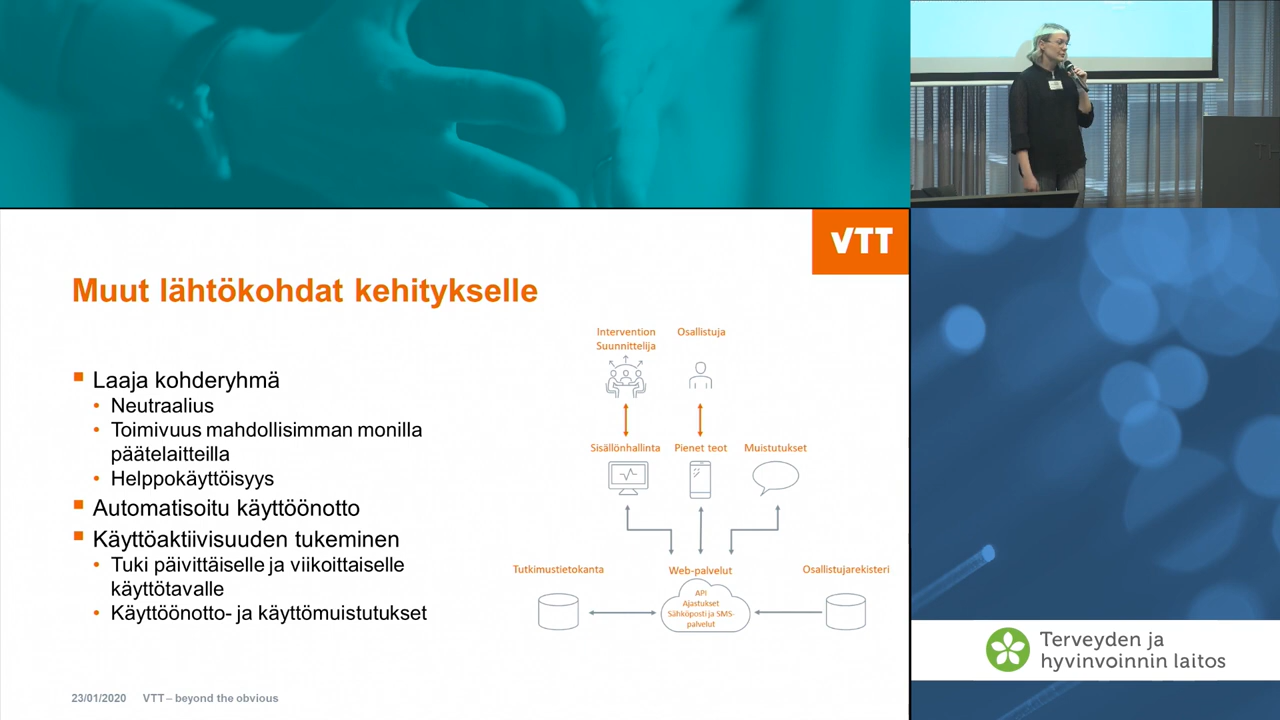 VTT
Muut lähtökohdat kehitykselle
Laaja kohderyhmä
Neutraalius
Toimivuus mahdollisimman monilla
päätelaitteilla
Helppokäyttöisyys
Automatisoitu käyttöönotto
Käyttöaktiivisuuden tukeminen
Tuki päivittäiselle ja viikoittaiselle
käyttötavalle
Käyttöönotto- ja käyttömuistutukset
Intervention
Suunnittelija
Osallistuja
Sisällönhallinta
Pienet teot
Muistutukset
Tutkimustietokanta
Web-palvelut
Osallistujarekisteri
API
Ajastukset
Sähköposti ja SMS-
palvelut
23/01/2020 VTT – beyond the obvious
Terveyden ja
hyvinvoinnin laitos